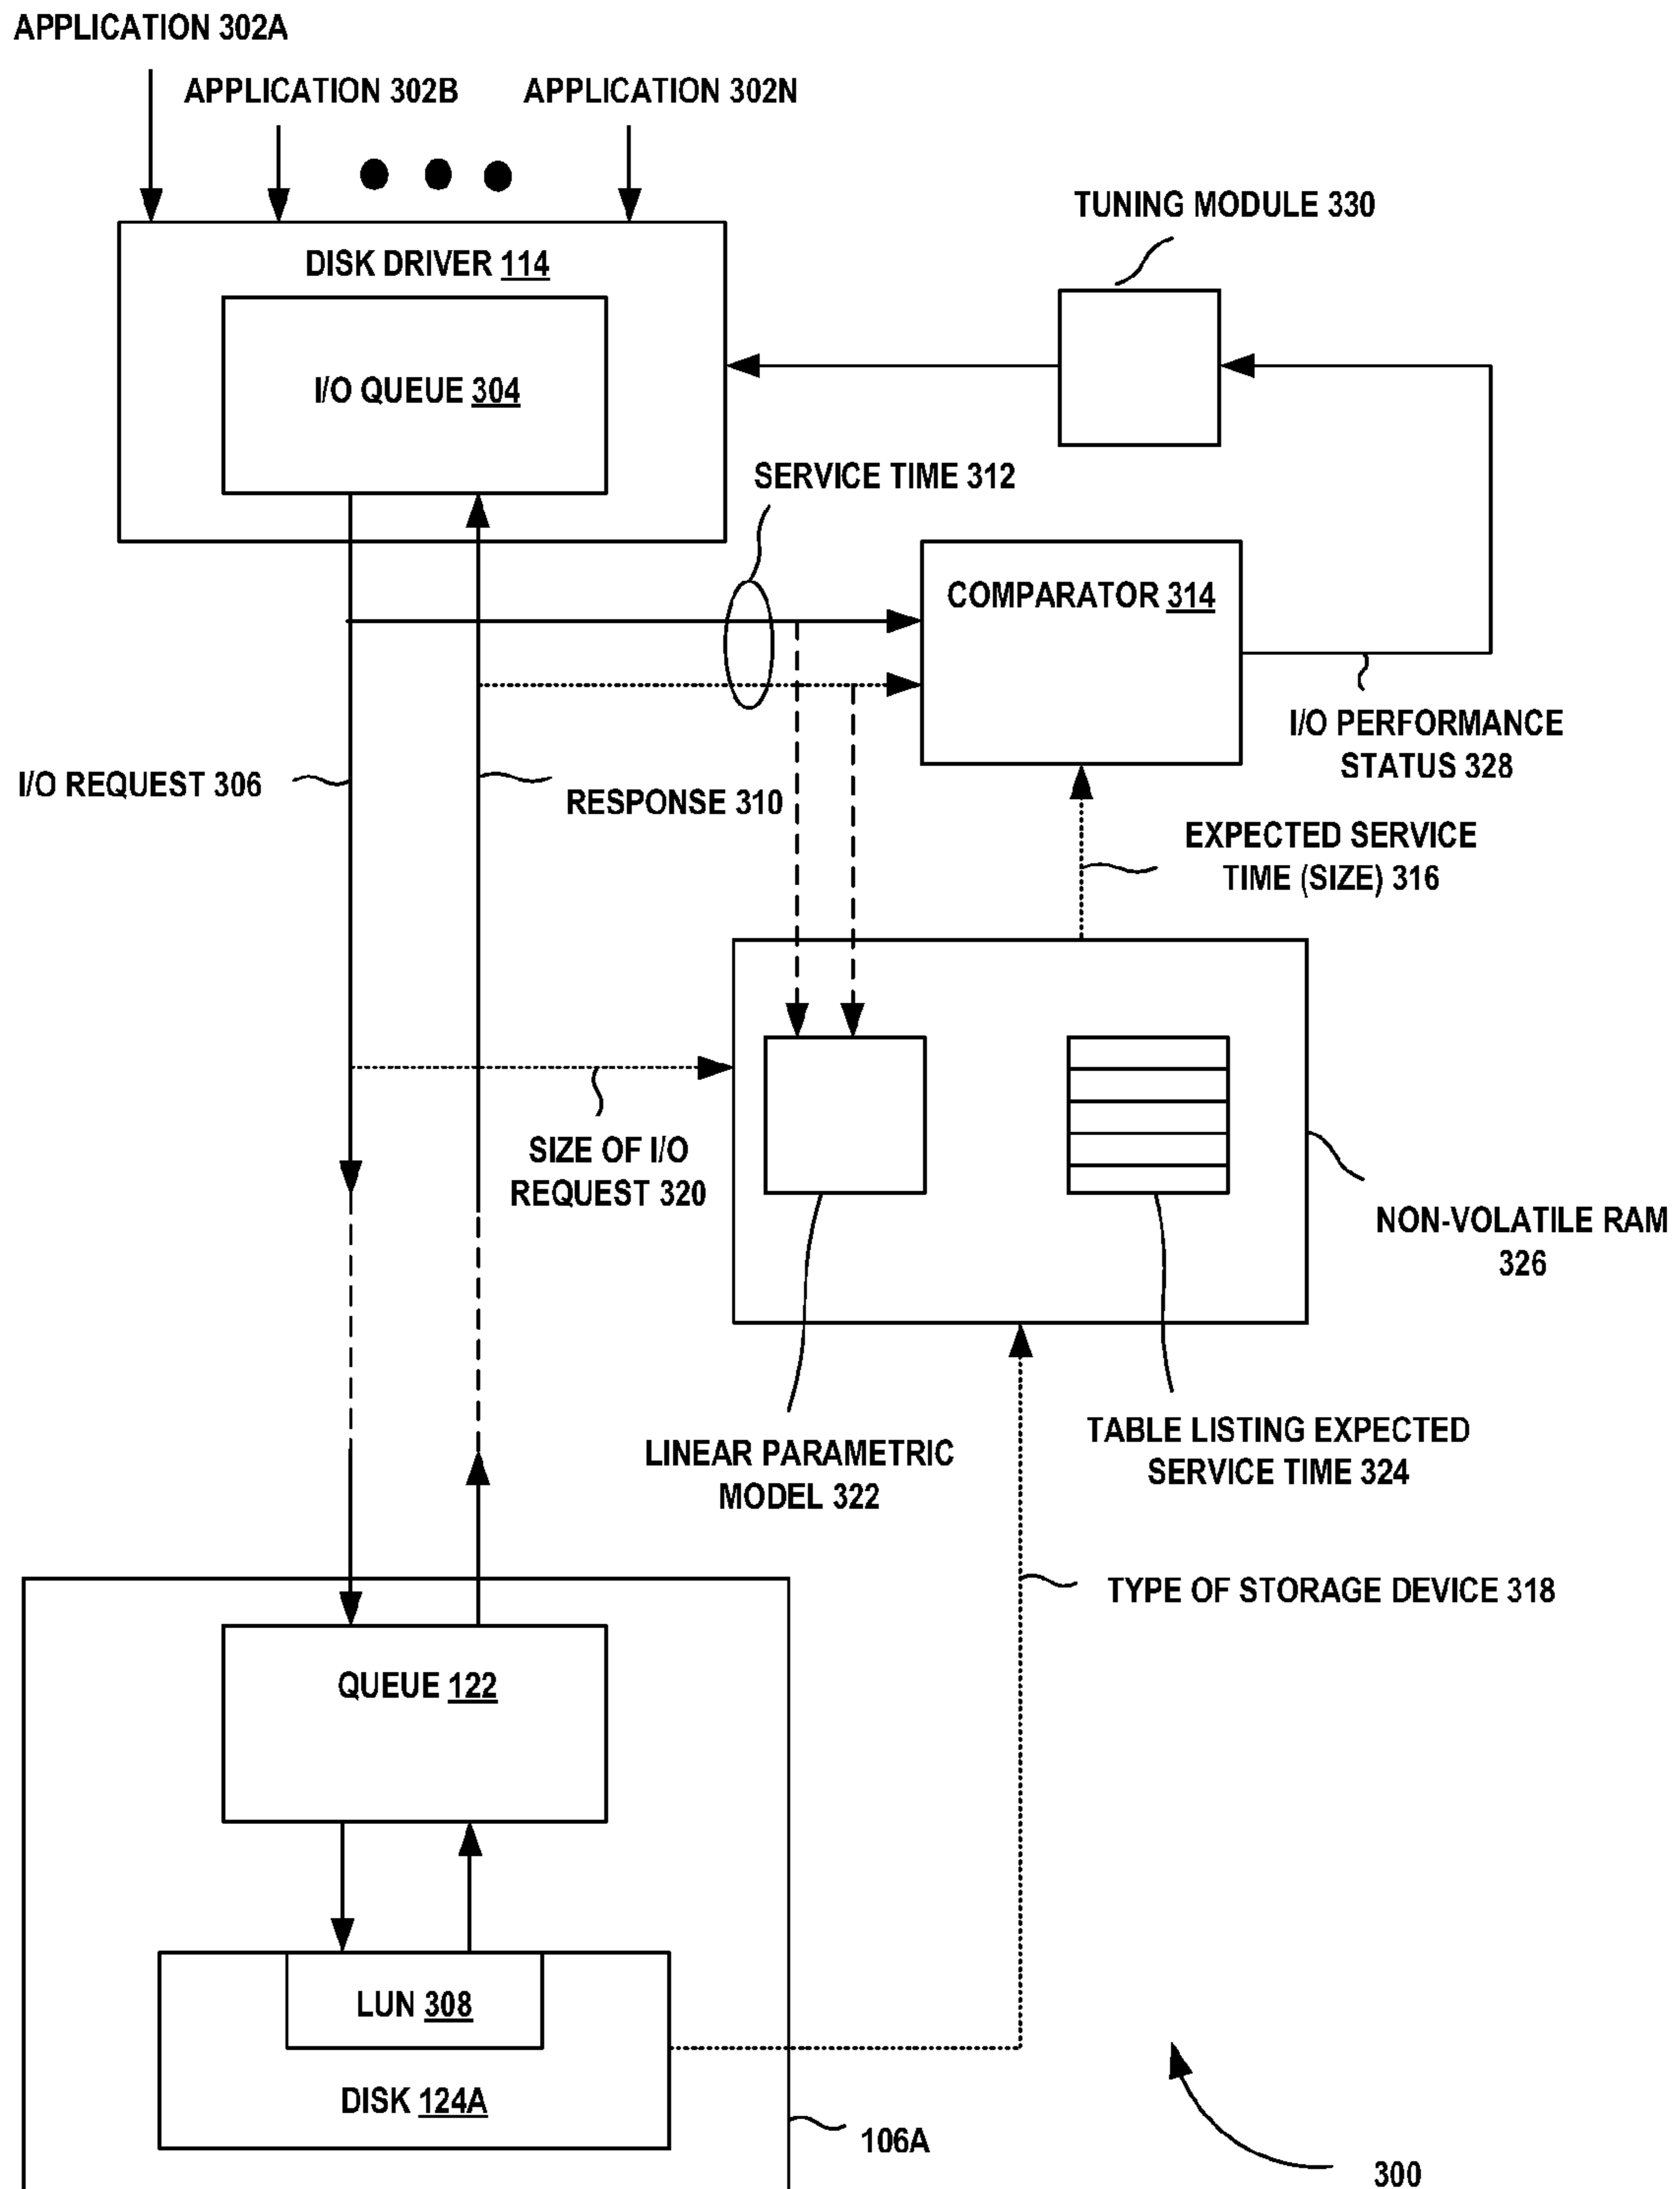 APPLICATION 302A
APPLICATION 302B
APPLICATION 302N
TUNING MODULE 330
DISK DRIVER 114
I/O QUEUE 304
SERVICE TIME 312
COMPARATOR 314
I/O PERFORMANCE
STATUS 328
I/O REQUEST 306
RESPONSE 310
EXPECTED SERVICE
TIME (SIZE) 316
SIZE OF I/O
REQUEST 320
NON-VOLATILE RAM
326
LINEAR PARAMETRIC
MODEL 322
TABLE LISTING EXPECTED
SERVICE TIME 324
TYPE OF STORAGE DEVICE 318
QUEUE 122
LUN 308
DISK 124A
106A
300